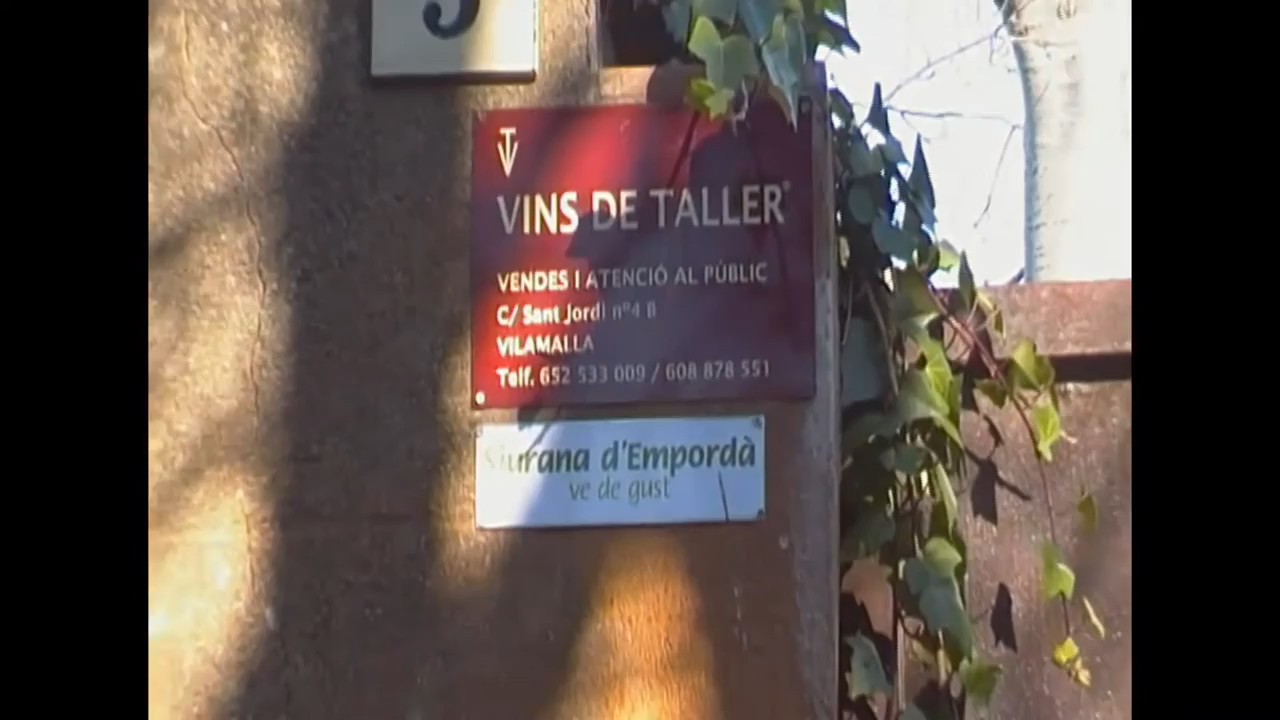 VINS DE TALLER®
VENDES I ATENCIÓ AL PÚBLIC
C/ Sant Jordi nº4 B
VILAMALLA
Telf. 652 533 009 / 608 878 551
Siurana d'Empordà
ve de gust